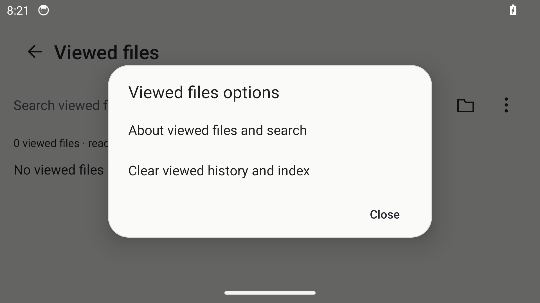 8:21
Viewed files
Viewed files options
Search viewed f
About viewed files and search
0 viewed files · read
No viewed files
Clear viewed history and index
Close